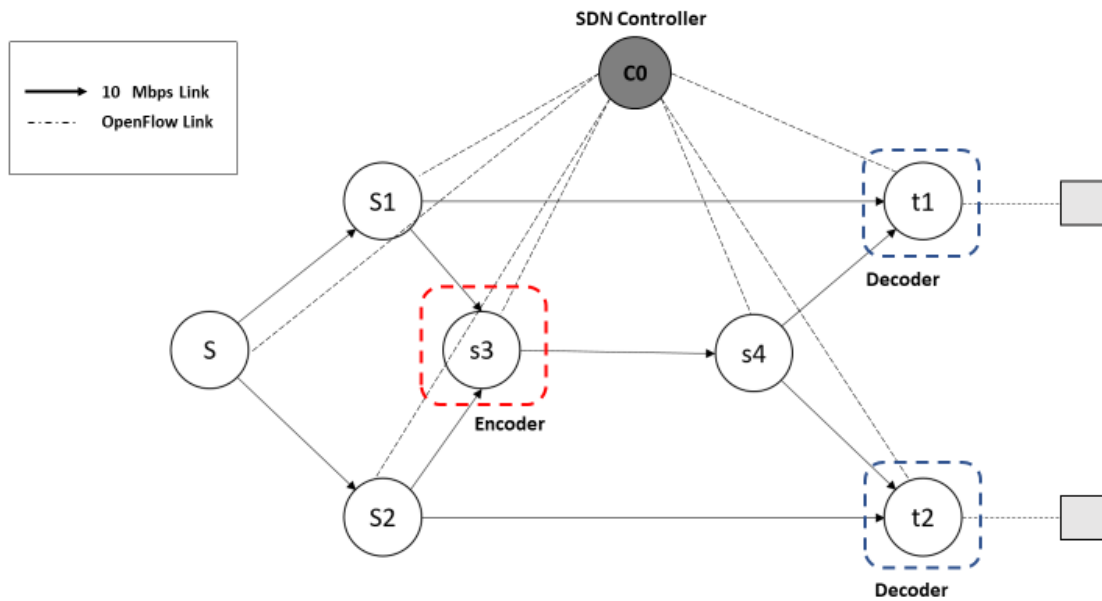 SDN Controller
C0
10 Mbps Link
OpenFlow Link
S1
t1
Decoder
S
s3
s4
Encoder
S2
t2
Decoder